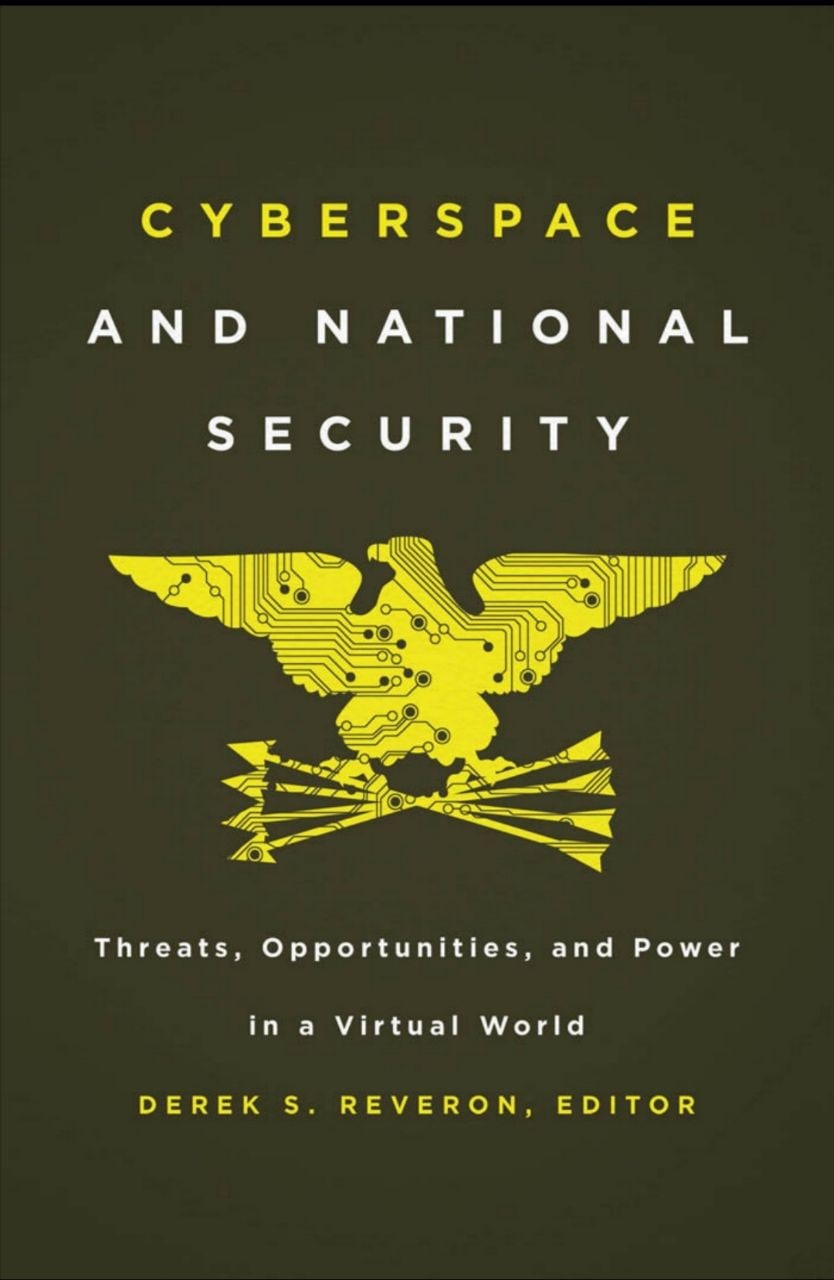 CYBERSPACE
AND NATIONAL
SECURITY
Threats, Opportunities, and Power
in a Virtual World
DEREK S. REVERON, EDITOR